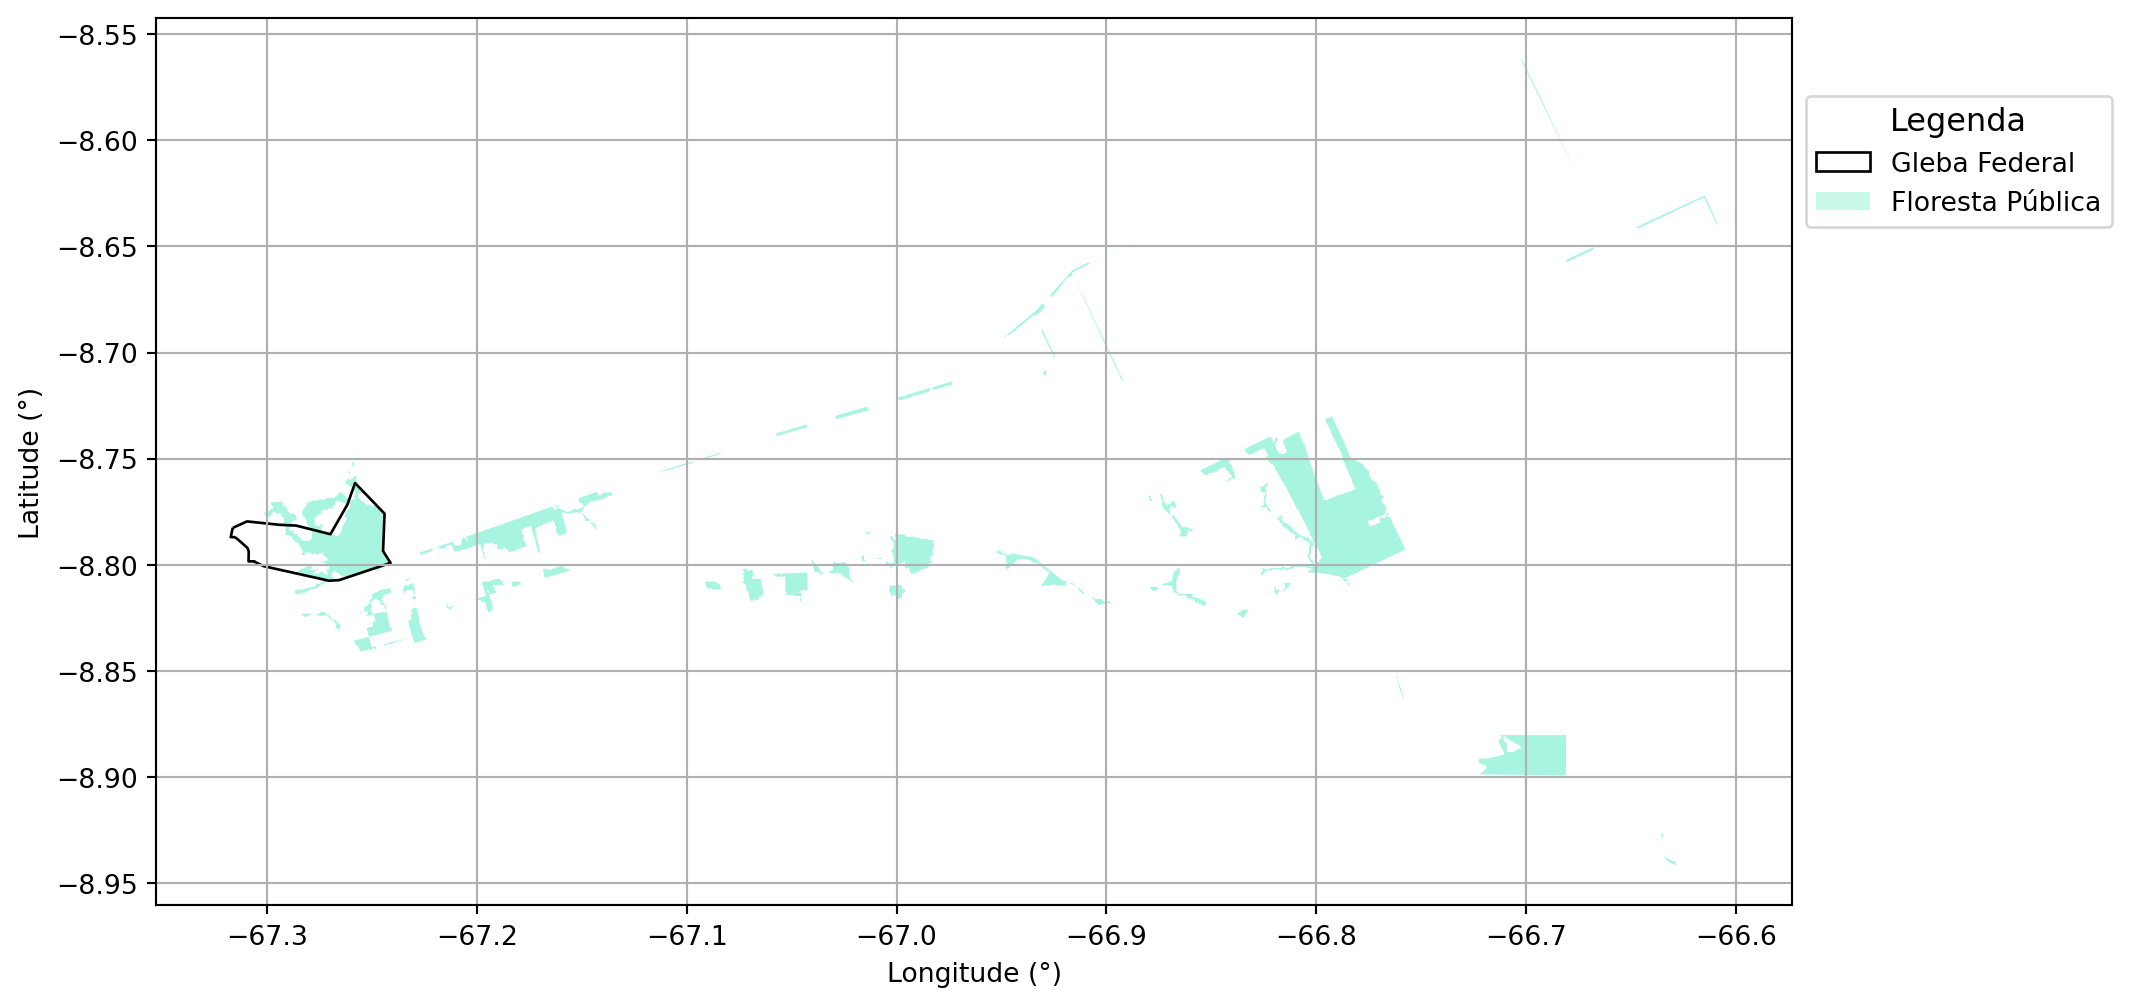 −8.55
−8.60
−8.65
−8.70
−8.75
−8.80
−8.85
−8.90
−8.95
Latitude (°)
−67.3 −67.2 −67.1 −67.0 −66.9 −66.8 −66.7 −66.6
Longitude (°)
Legenda
Gleba Federal
Floresta Pública